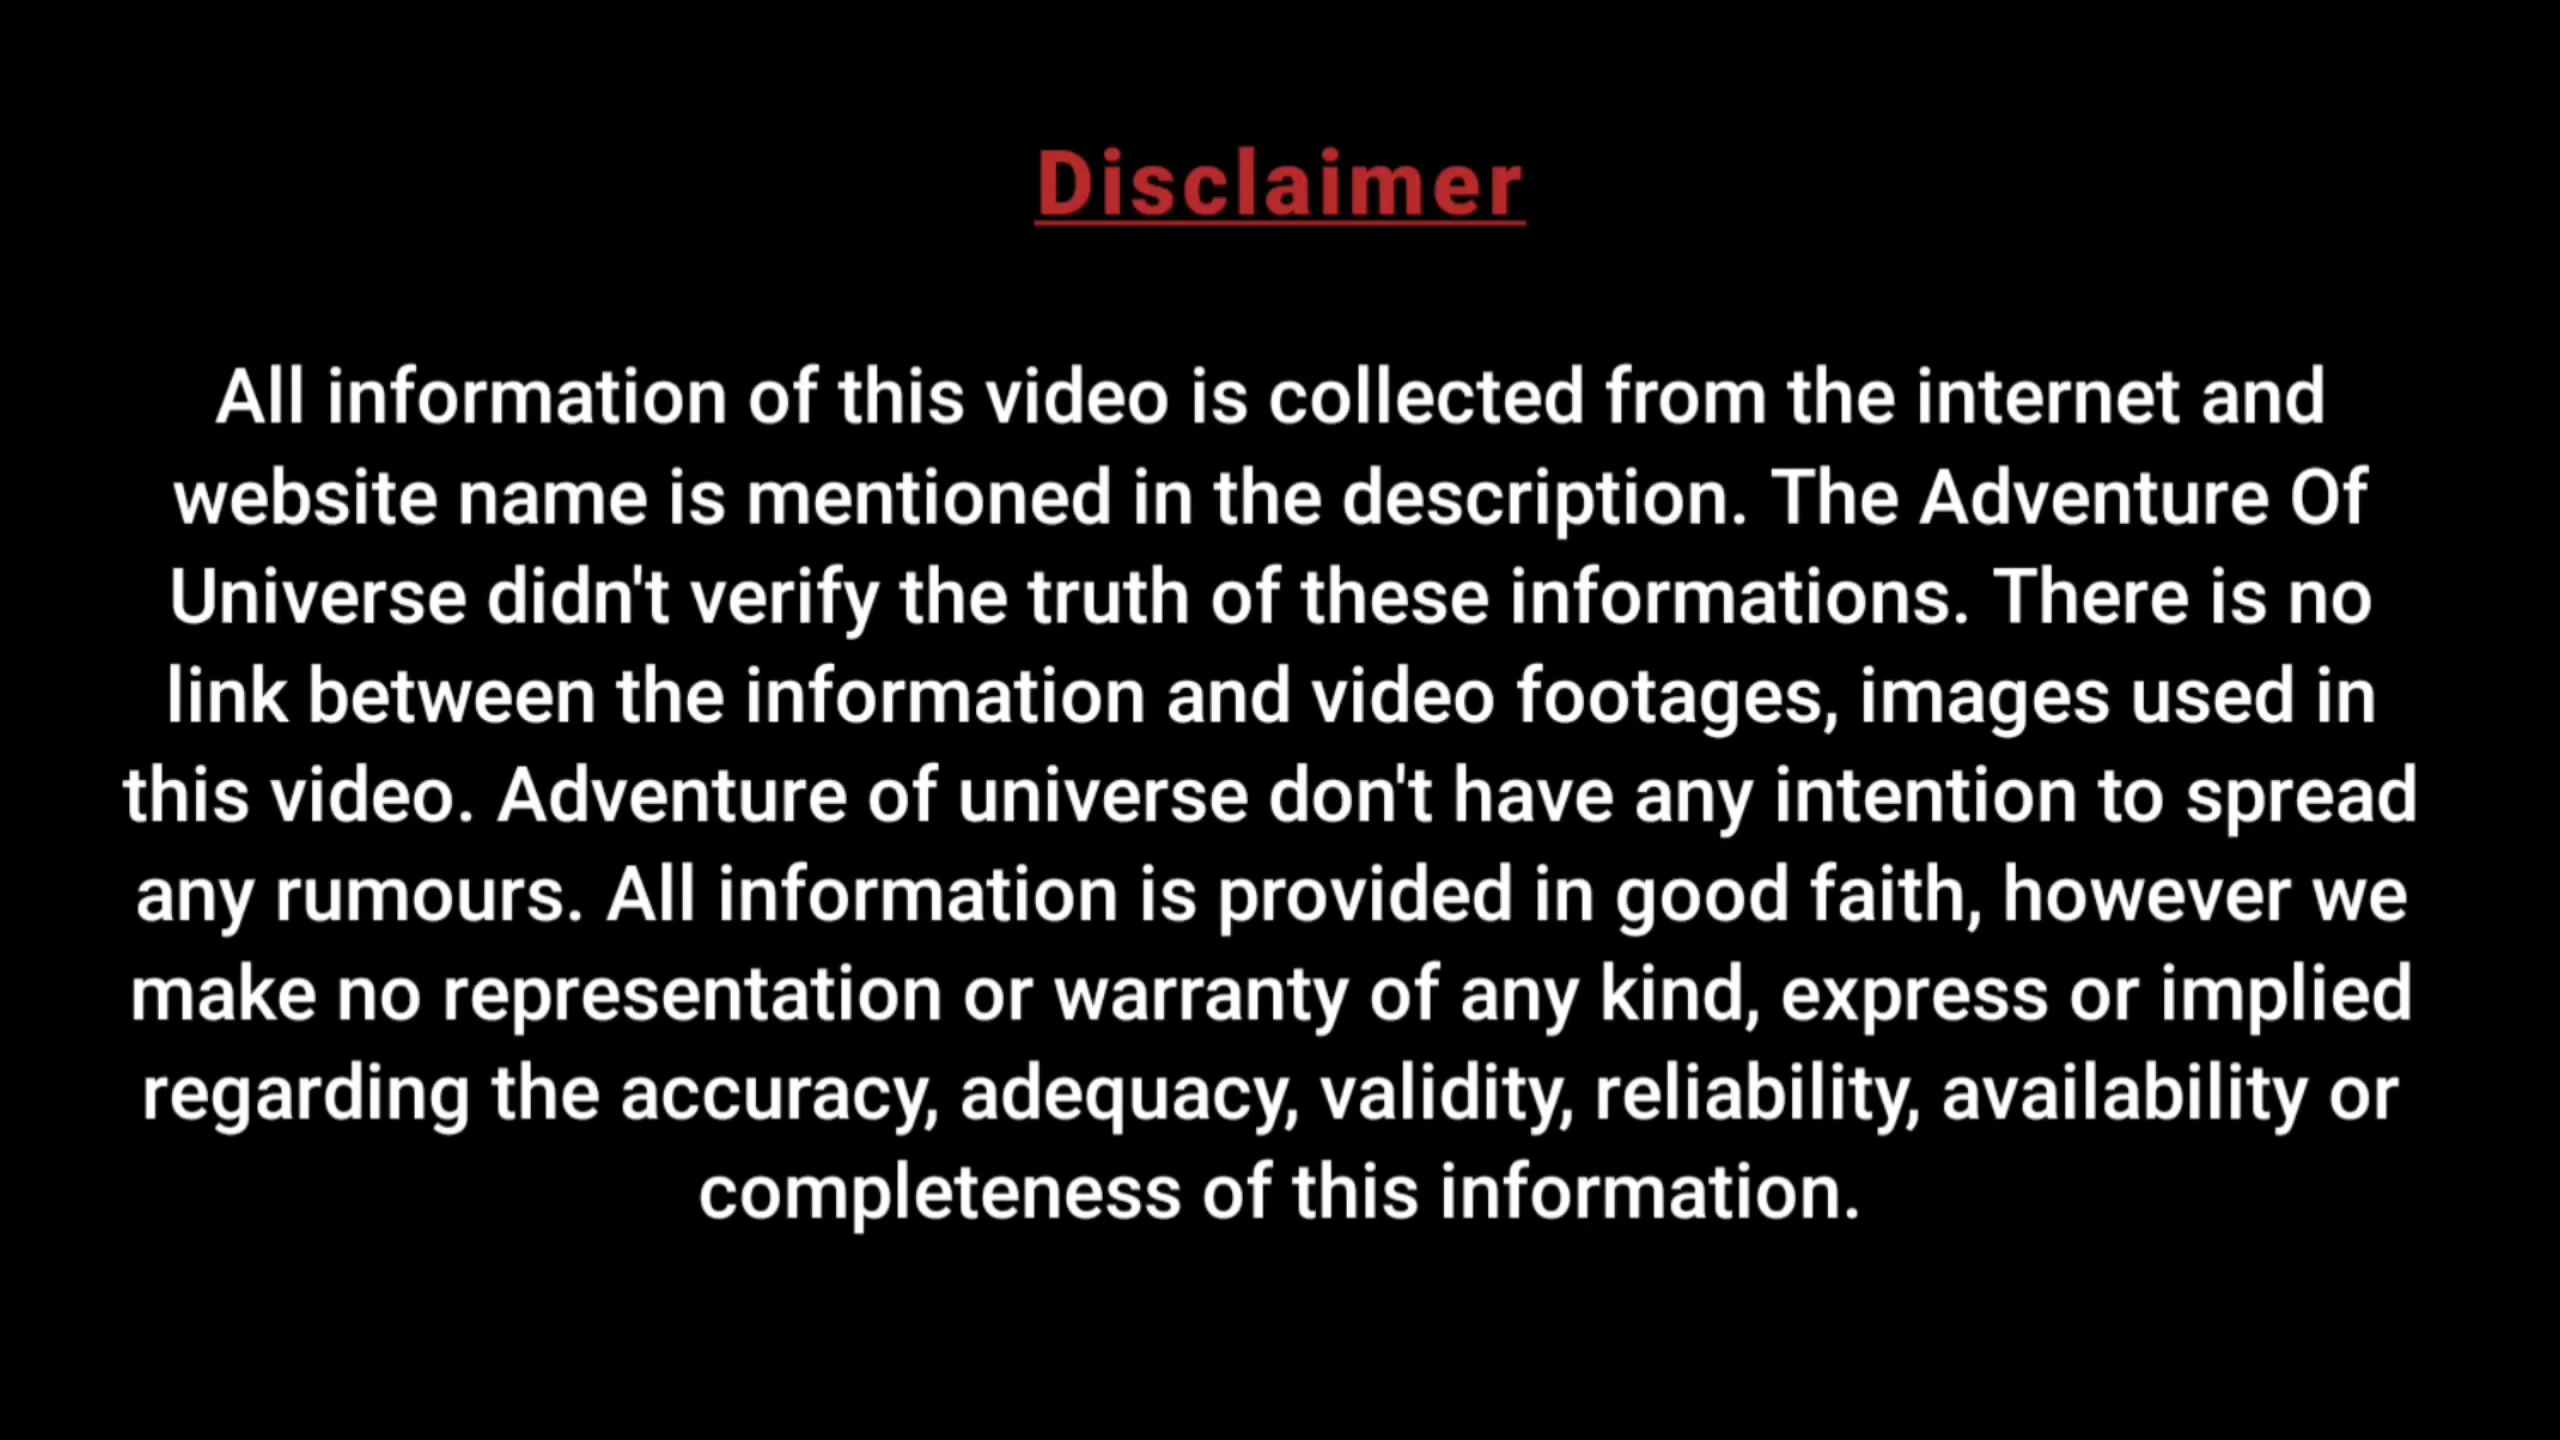 Disclaimer
All information of this video is collected from the internet and
website name is mentioned in the description. The Adventure Of
Universe didn't verify the truth of these informations. There is no
link between the information and video footages, images used in
this video. Adventure of universe don't have any intention to spread
any rumours. All information is provided in good faith, however we
make no representation or warranty of any kind, express or implied
regarding the accuracy, adequacy, validity, reliability, availability or
completeness of this information.